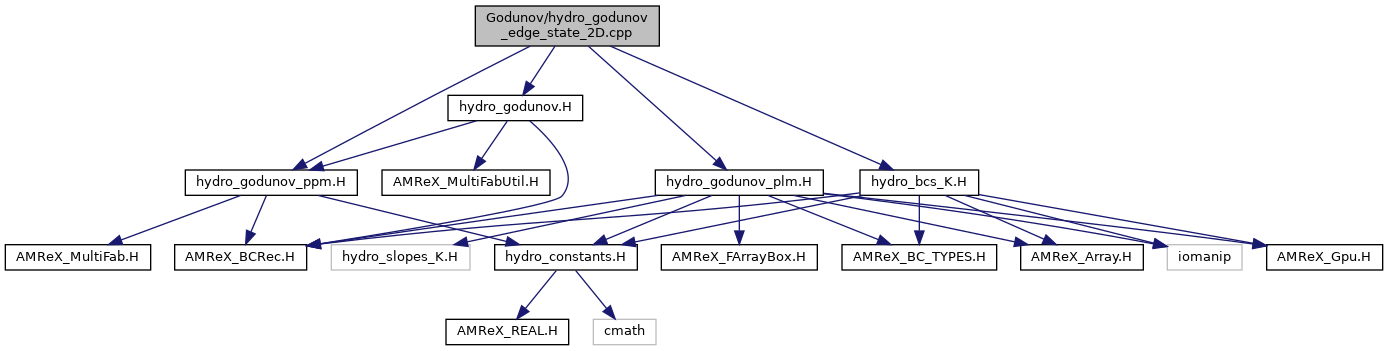 Godunov/hydro_godunov
_edge_state_2D.cpp
hydro_godunov.H
hydro_godunov_ppm.H
AMReX_MultiFabUtil.H
hydro_godunov_plm.H
hydro_bcs_K.H
AMReX_MultiFab.H
AMReX_BCRec.H
hydro_slopes_K.H
hydro_constants.H
AMReX_FArrayBox.H
AMReX_BC_TYPES.H
AMReX_Array.H
iomanip
AMReX_Gpu.H
AMReX_REAL.H
cmath